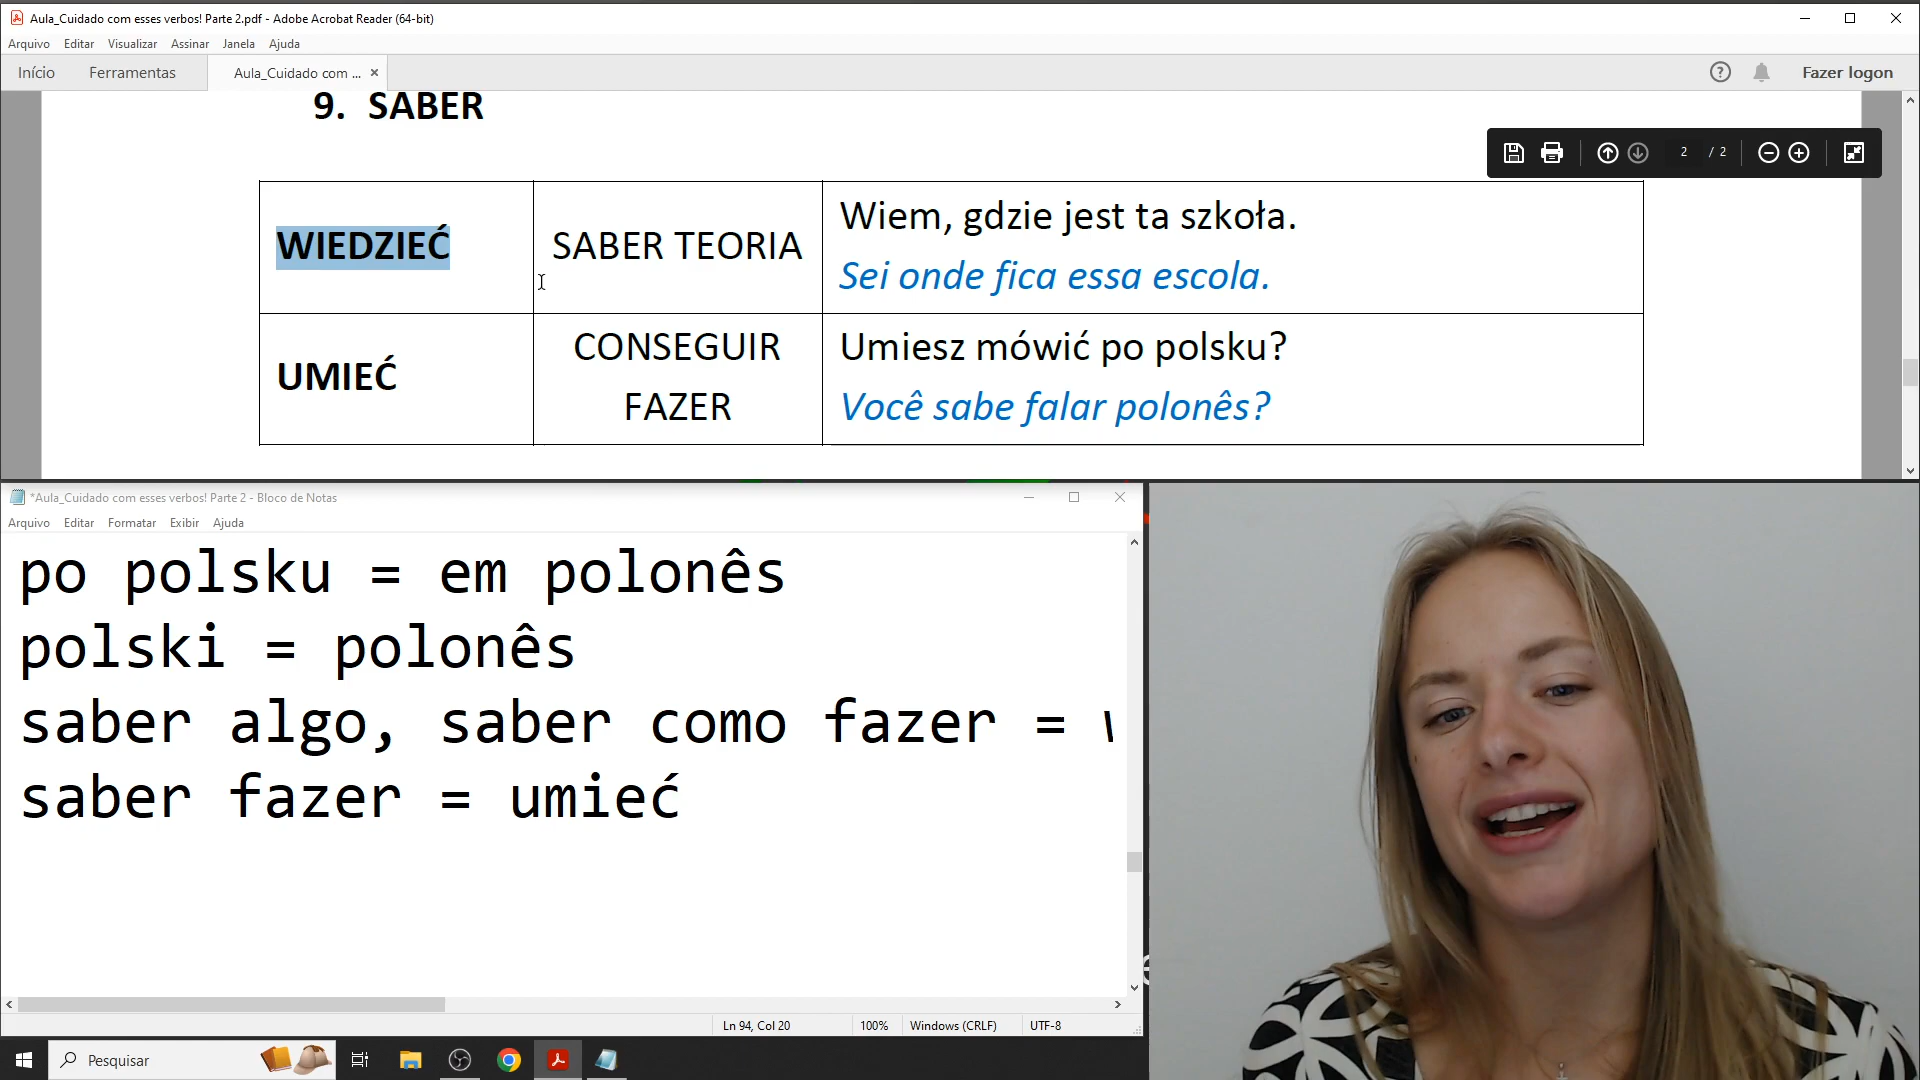 Aula_Cuidado com esses verbos! Parte 2.pdf - Adobe Acrobat Reader (64-bit)
Arquivo Editar Visualizar Assinar Janela Ajuda
Início Ferramentas Aula_Cuidado com ... × Fazer logon
9. SABER
2 / 2
WIEDZIEĆ
SABER TEORIA
Wiem, gdzie jest ta szkoła.
Sei onde fica essa escola.
UMIEĆ
CONSEGUIR
FAZER
Umiesz mówić po polsku?
Você sabe falar polonês?
*Aula_Cuidado com esses verbos! Parte 2 - Bloco de Notas
Arquivo Editar Formatar Exibir Ajuda
po polsku = em polonês
polski = polonês
saber algo, saber como fazer =
saber fazer = umieć
Ln 94, Col 20 100% Windows (CRLF) UTF-8
Pesquisar